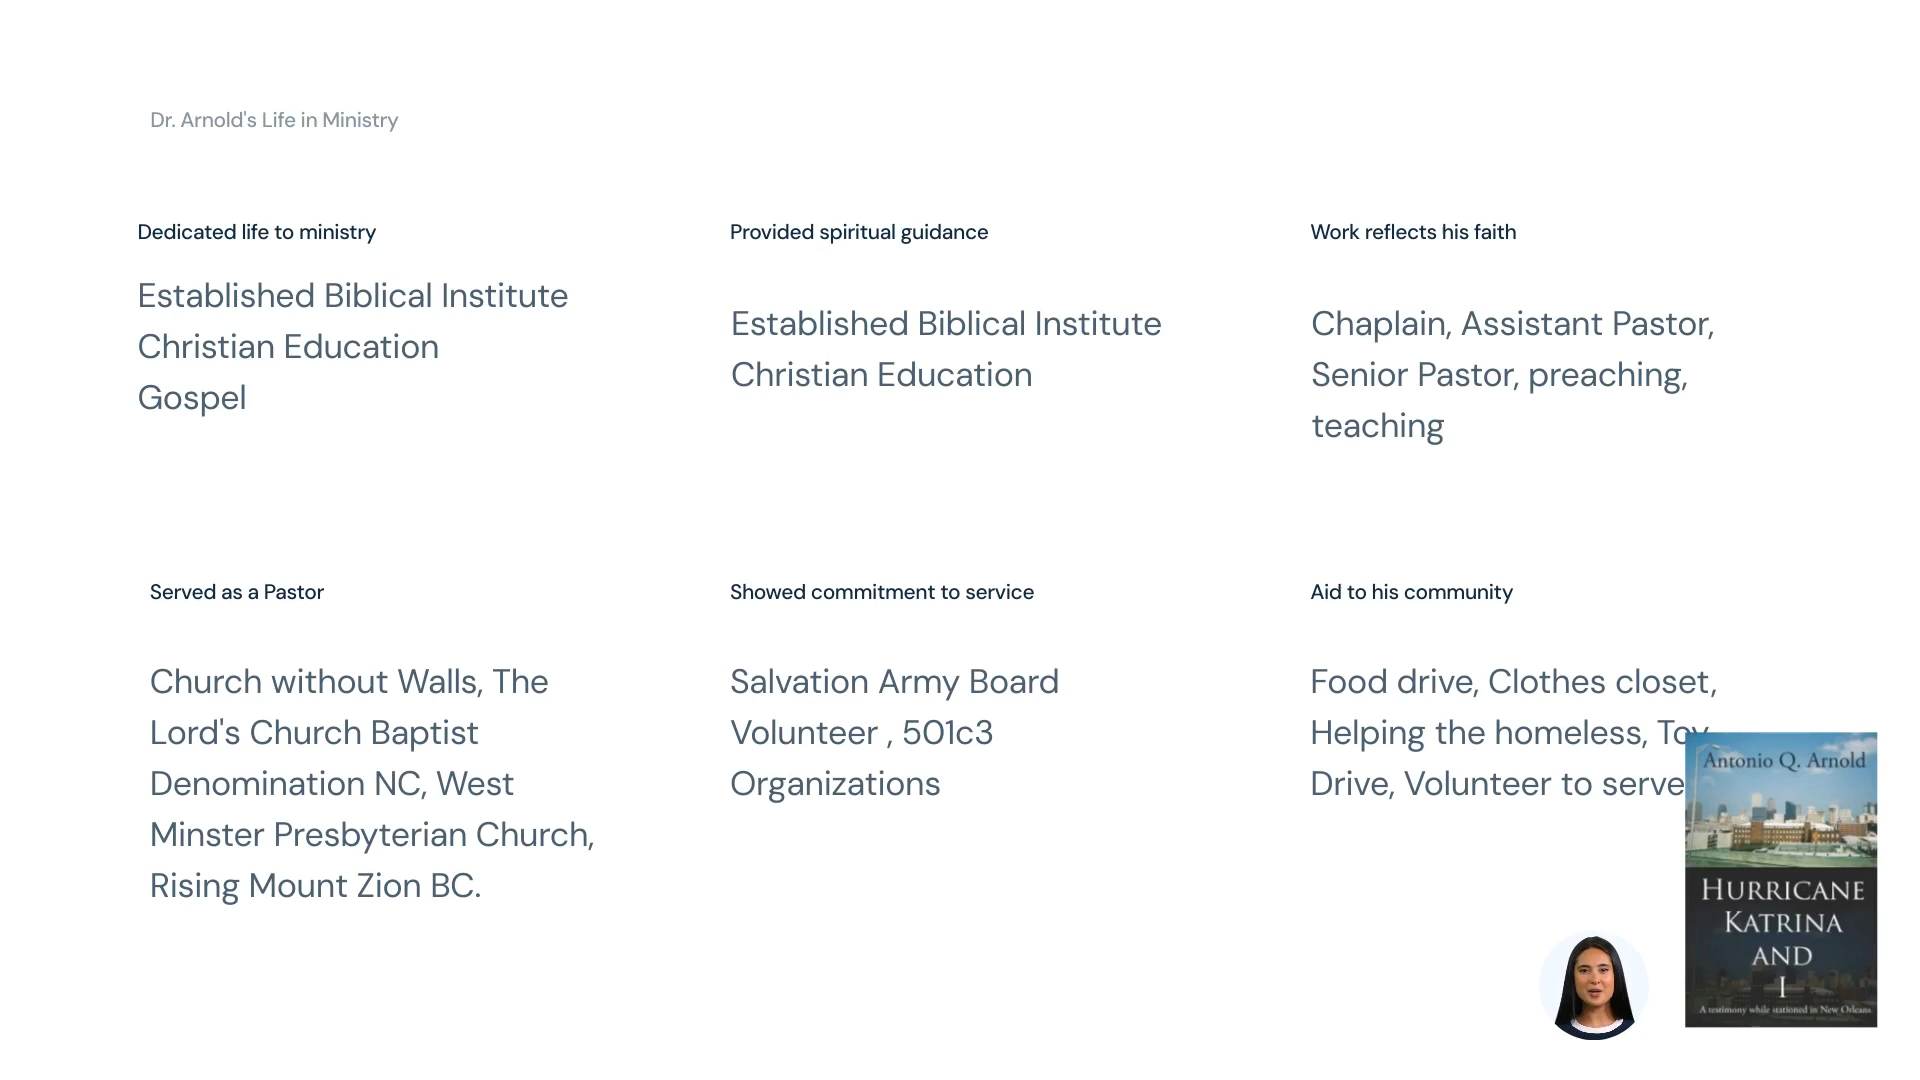 Dr. Arnold's Life in Ministry
Dedicated life to ministry
Established Biblical Institute
Christian Education
Gospel
Provided spiritual guidance
Established Biblical Institute
Christian Education
Work reflects his faith
Chaplain, Assistant Pastor,
Senior Pastor, preaching,
teaching
Served as a Pastor
Church without Walls, The
Lord's Church Baptist
Denomination NC, West
Minster Presbyterian Church,
Rising Mount Zion BC.
Showed commitment to service
Salvation Army Board
Volunteer , 501c3
Organizations
Aid to his community
Food drive, Clothes closet,
Helping the homeless, Toy
Drive, Volunteer to serve
Antonio Q. Arnold
HURRICANE
KATRINA
AND
I
A testimony while stationed in New Orleans